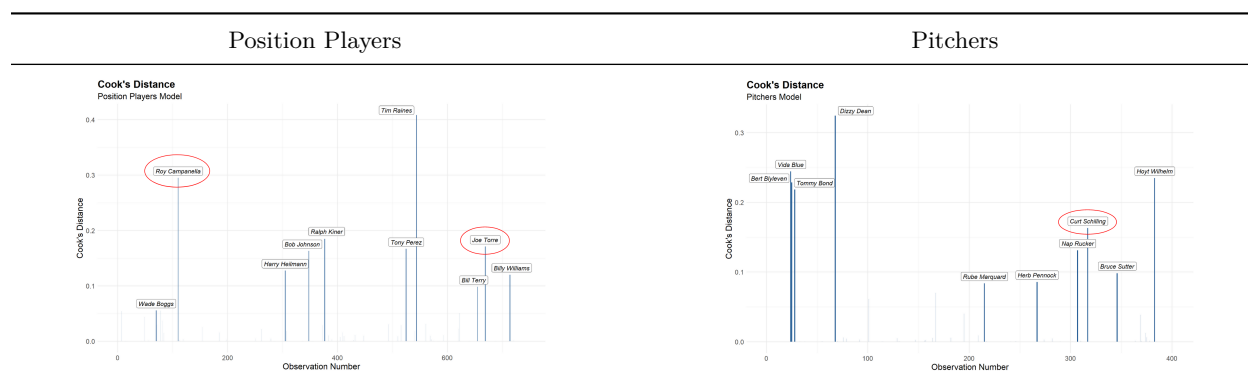 Position Players
Pitchers
Cook's Distance
Position Players Model
Cook's Distance
0.4
0.3
0.2
0.1
0.0
Tim Raines
Roy Campanella
Ralph Kiner
Bob Johnson
Tony Perez
Joe Torre
Harry Heilmann
Bill Terry
Billy Williams
Wade Boggs
0
200
400
600
Observation Number
Cook's Distance
Pitchers Model
Cook's Distance
0.3
0.2
0.1
0.0
Dizzy Dean
Vida Blue
Bert Blyleven
Tommy Bond
Hoyt Wilhelm
Curt Schilling
Nap Rucker
Rube Marquard
Herb Pennock
Bruce Sutter
0
100
200
300
400
Observation Number